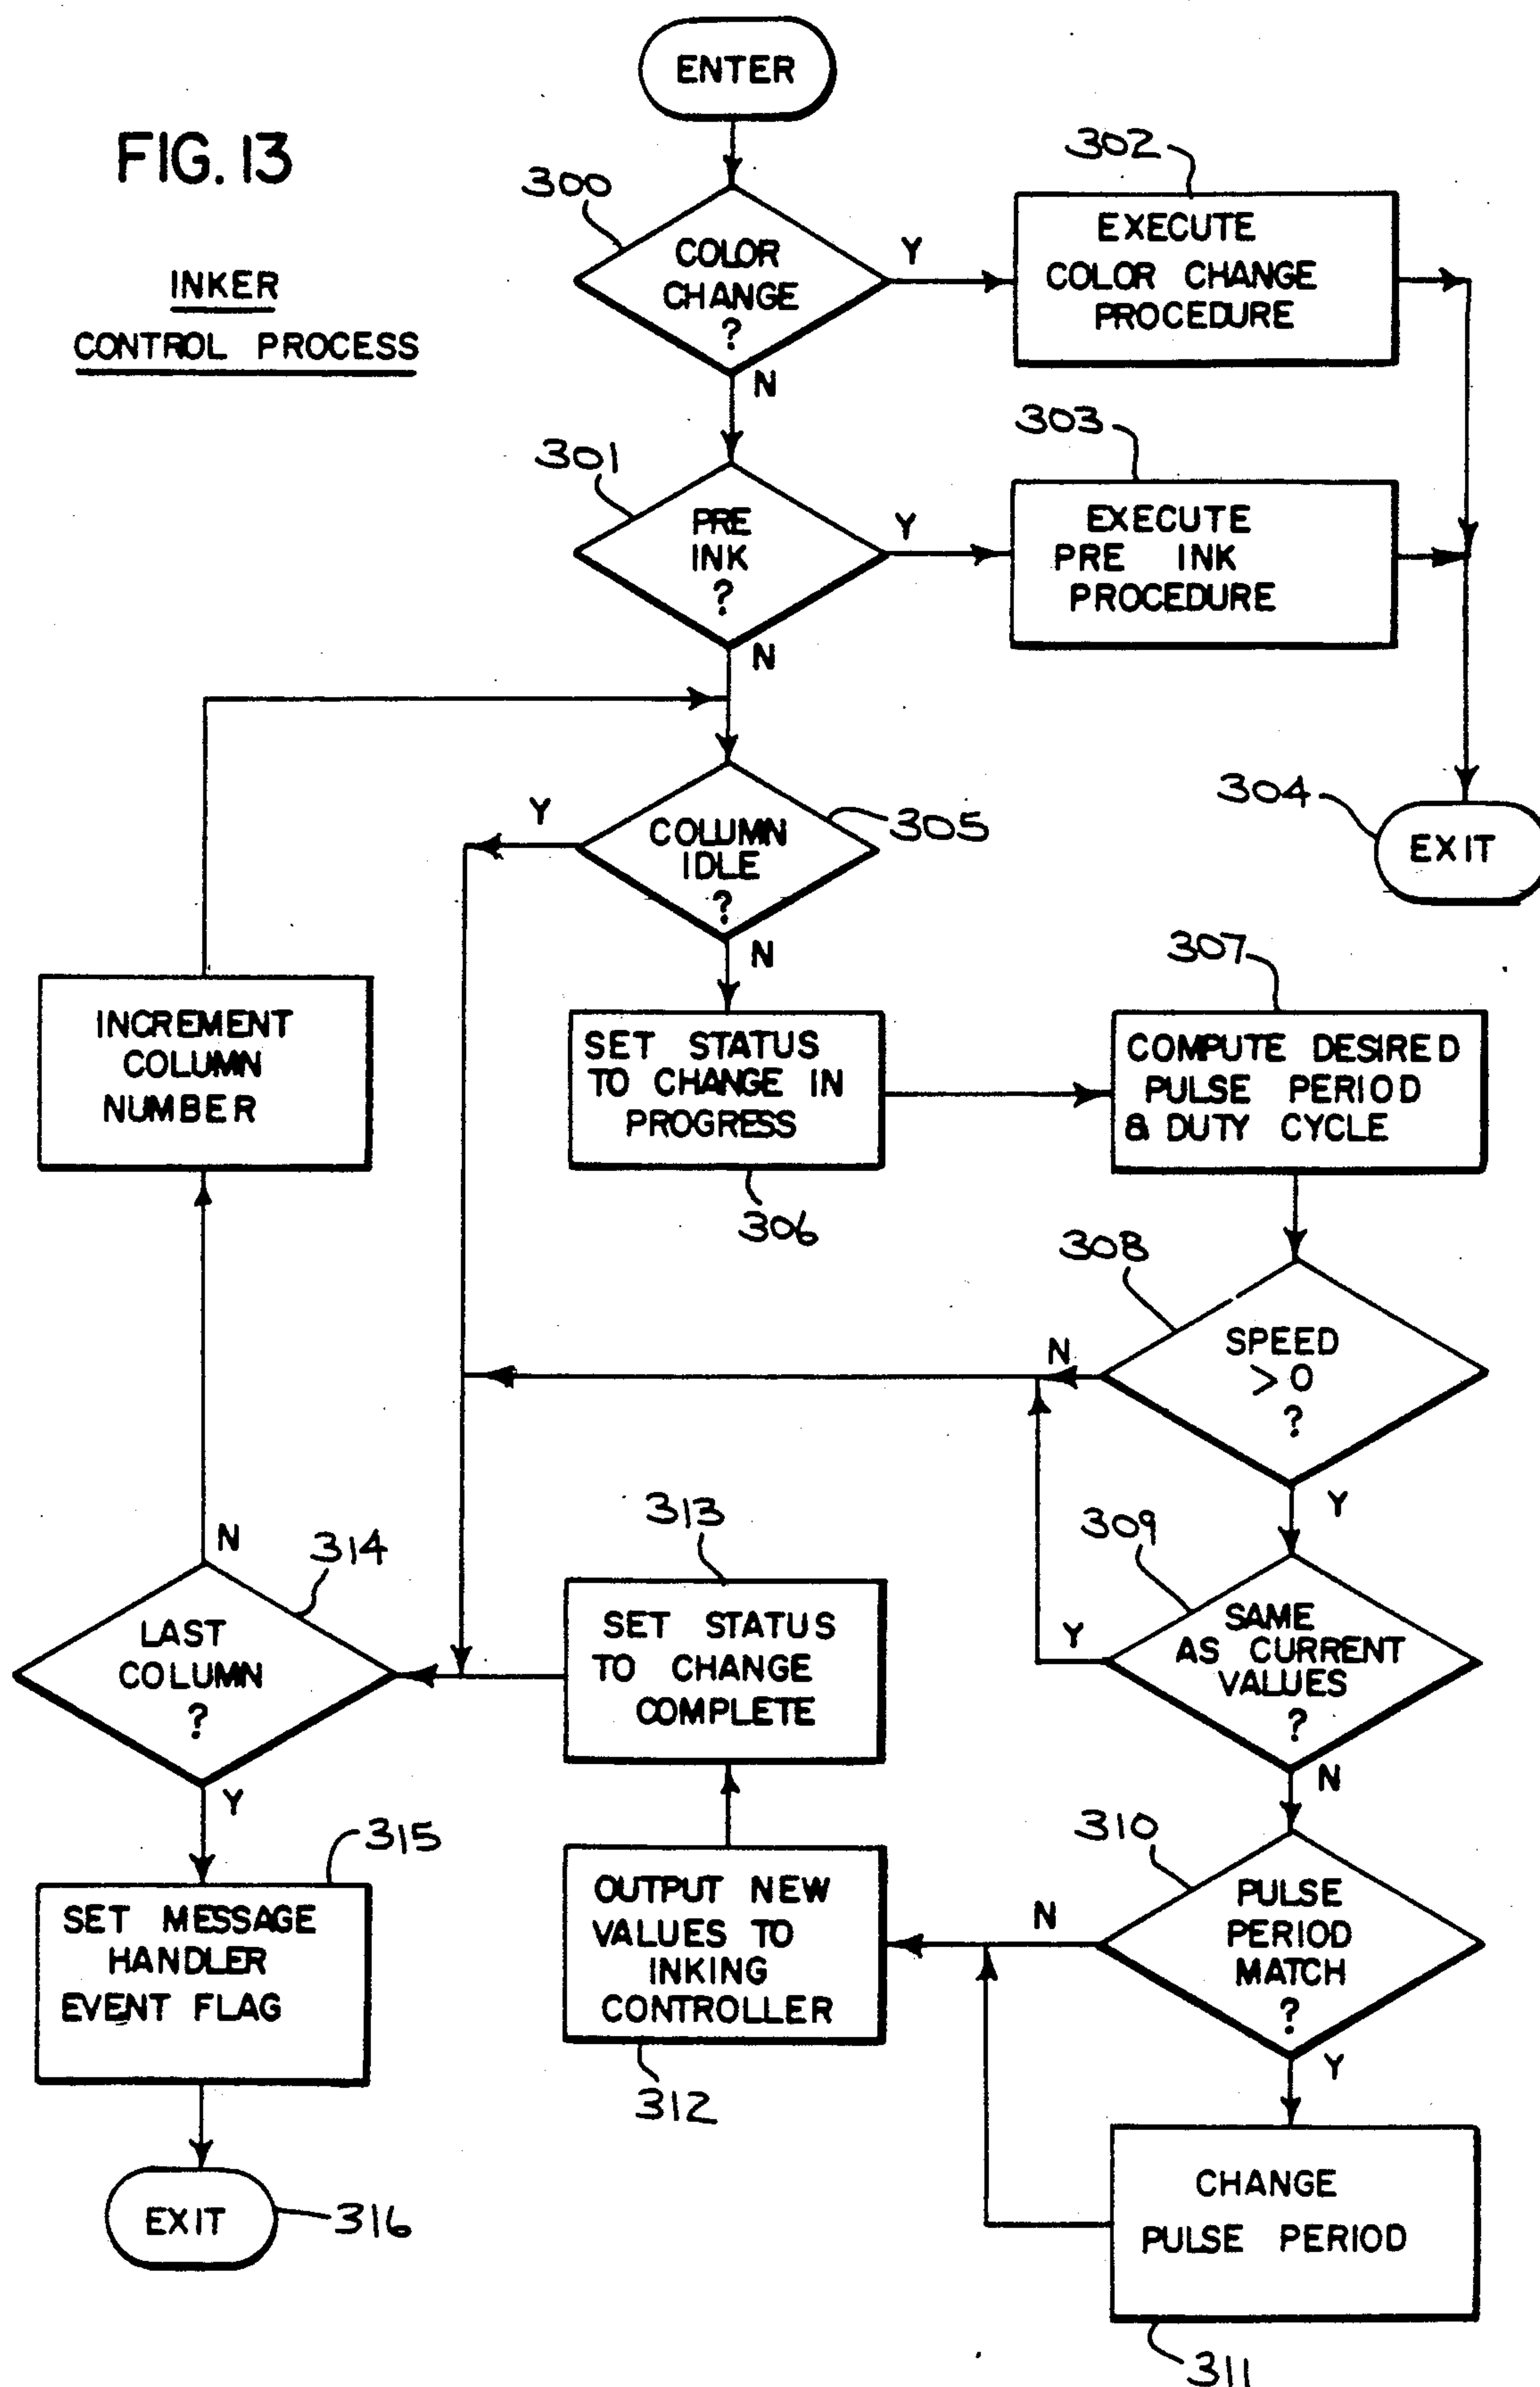 ENTER
FIG. 13
INKER
CONTROL PROCESS
300
COLOR
CHANGE
?
Y
N
302
EXECUTE
COLOR CHANGE
PROCEDURE
301
PRE
INK
?
Y
N
303
EXECUTE
PRE INK
PROCEDURE
304
EXIT
305
COLUMN
IDLE
?
Y
N
INCREMENT
COLUMN
NUMBER
SET STATUS
TO CHANGE IN
PROGRESS
306
307
COMPUTE DESIRED
PULSE PERIOD
& DUTY CYCLE
308
SPEED
> 0
?
N
Y
309
SAME
AS CURRENT
VALUES
?
Y
N
313
SET STATUS
TO CHANGE
COMPLETE
314
LAST
COLUMN
?
N
Y
310
PULSE
PERIOD
MATCH
?
N
Y
OUTPUT NEW
VALUES TO
INKING
CONTROLLER
312
315
SET MESSAGE
HANDLER
EVENT FLAG
EXIT
316
CHANGE
PULSE PERIOD
311